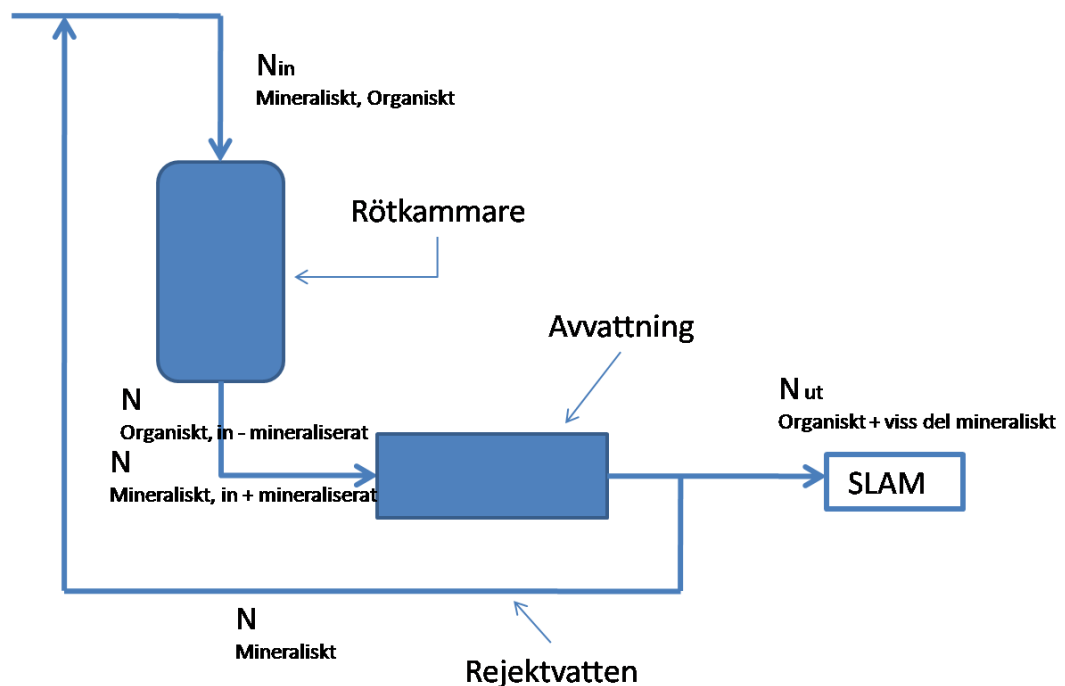 Nin
Mineraliskt, Organiskt
Rötkammare
Avvattning
N
Organiskt, in - mineraliserat
N
Mineraliskt, in + mineraliserat
N ut
Organiskt + viss del mineraliskt
SLAM
N
Mineraliskt
Rejektvatten